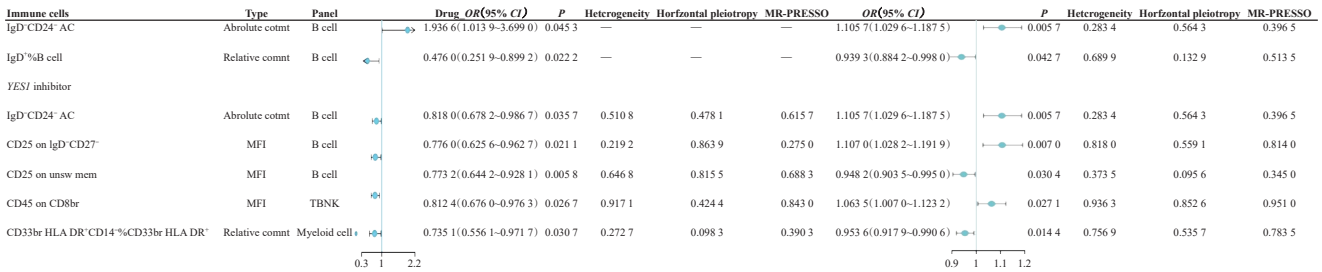 Immune cells Type Panel Drug_OR(95% CI) P Hetcrogeneity Horfzontal pleiotropy MR-PRESSO OR(95% CI) P Hetcrogeneity Horfzontal pleiotropy MR-PRESSO
IgD⁻CD24⁻ AC Abrolute cotmt B cell 1.936 6(1.013 9~3.699 0) 0.045 3 — — — 1.105 7(1.029 6~1.187 5) 0.005 7 0.283 4 0.564 3 0.396 5
IgD⁺%B cell Relative comnt B cell 0.476 0(0.251 9~0.899 2) 0.022 2 — — — 0.939 3(0.884 2~0.998 0) 0.042 7 0.689 9 0.132 9 0.513 5
YES1 inhibitor
IgD⁻CD24⁻ AC Abrolute cotmt B cell 0.818 0(0.678 2~0.986 7) 0.035 7 0.510 8 0.478 1 0.615 7 1.105 7(1.029 6~1.187 5) 0.005 7 0.283 4 0.564 3 0.396 5
CD25 on lgD⁻CD27⁻ MFI B cell 0.776 0(0.625 6~0.962 7) 0.021 1 0.219 2 0.863 9 0.275 0 1.107 0(1.028 2~1.191 9) 0.007 0 0.818 0 0.559 1 0.814 0
CD25 on unsw mem MFI B cell 0.773 2(0.644 2~0.928 1) 0.005 8 0.646 8 0.815 5 0.688 3 0.948 2(0.903 5~0.995 0) 0.030 4 0.373 5 0.095 6 0.345 0
CD45 on CD8br MFI TBNK 0.812 4(0.676 0~0.976 3) 0.026 7 0.917 1 0.424 4 0.843 0 1.063 5(1.007 0~1.123 2) 0.027 1 0.936 3 0.852 6 0.951 0
CD33br HLA DR⁺CD14⁻%CD33br HLA DR⁺ Relative comnt Myeloid cell 0.735 1(0.556 1~0.971 7) 0.030 7 0.272 7 0.098 3 0.390 3 0.953 6(0.917 9~0.990 6) 0.014 4 0.756 9 0.535 7 0.783 5
0.3 1 2.2 0.9 1 1.1 1.2